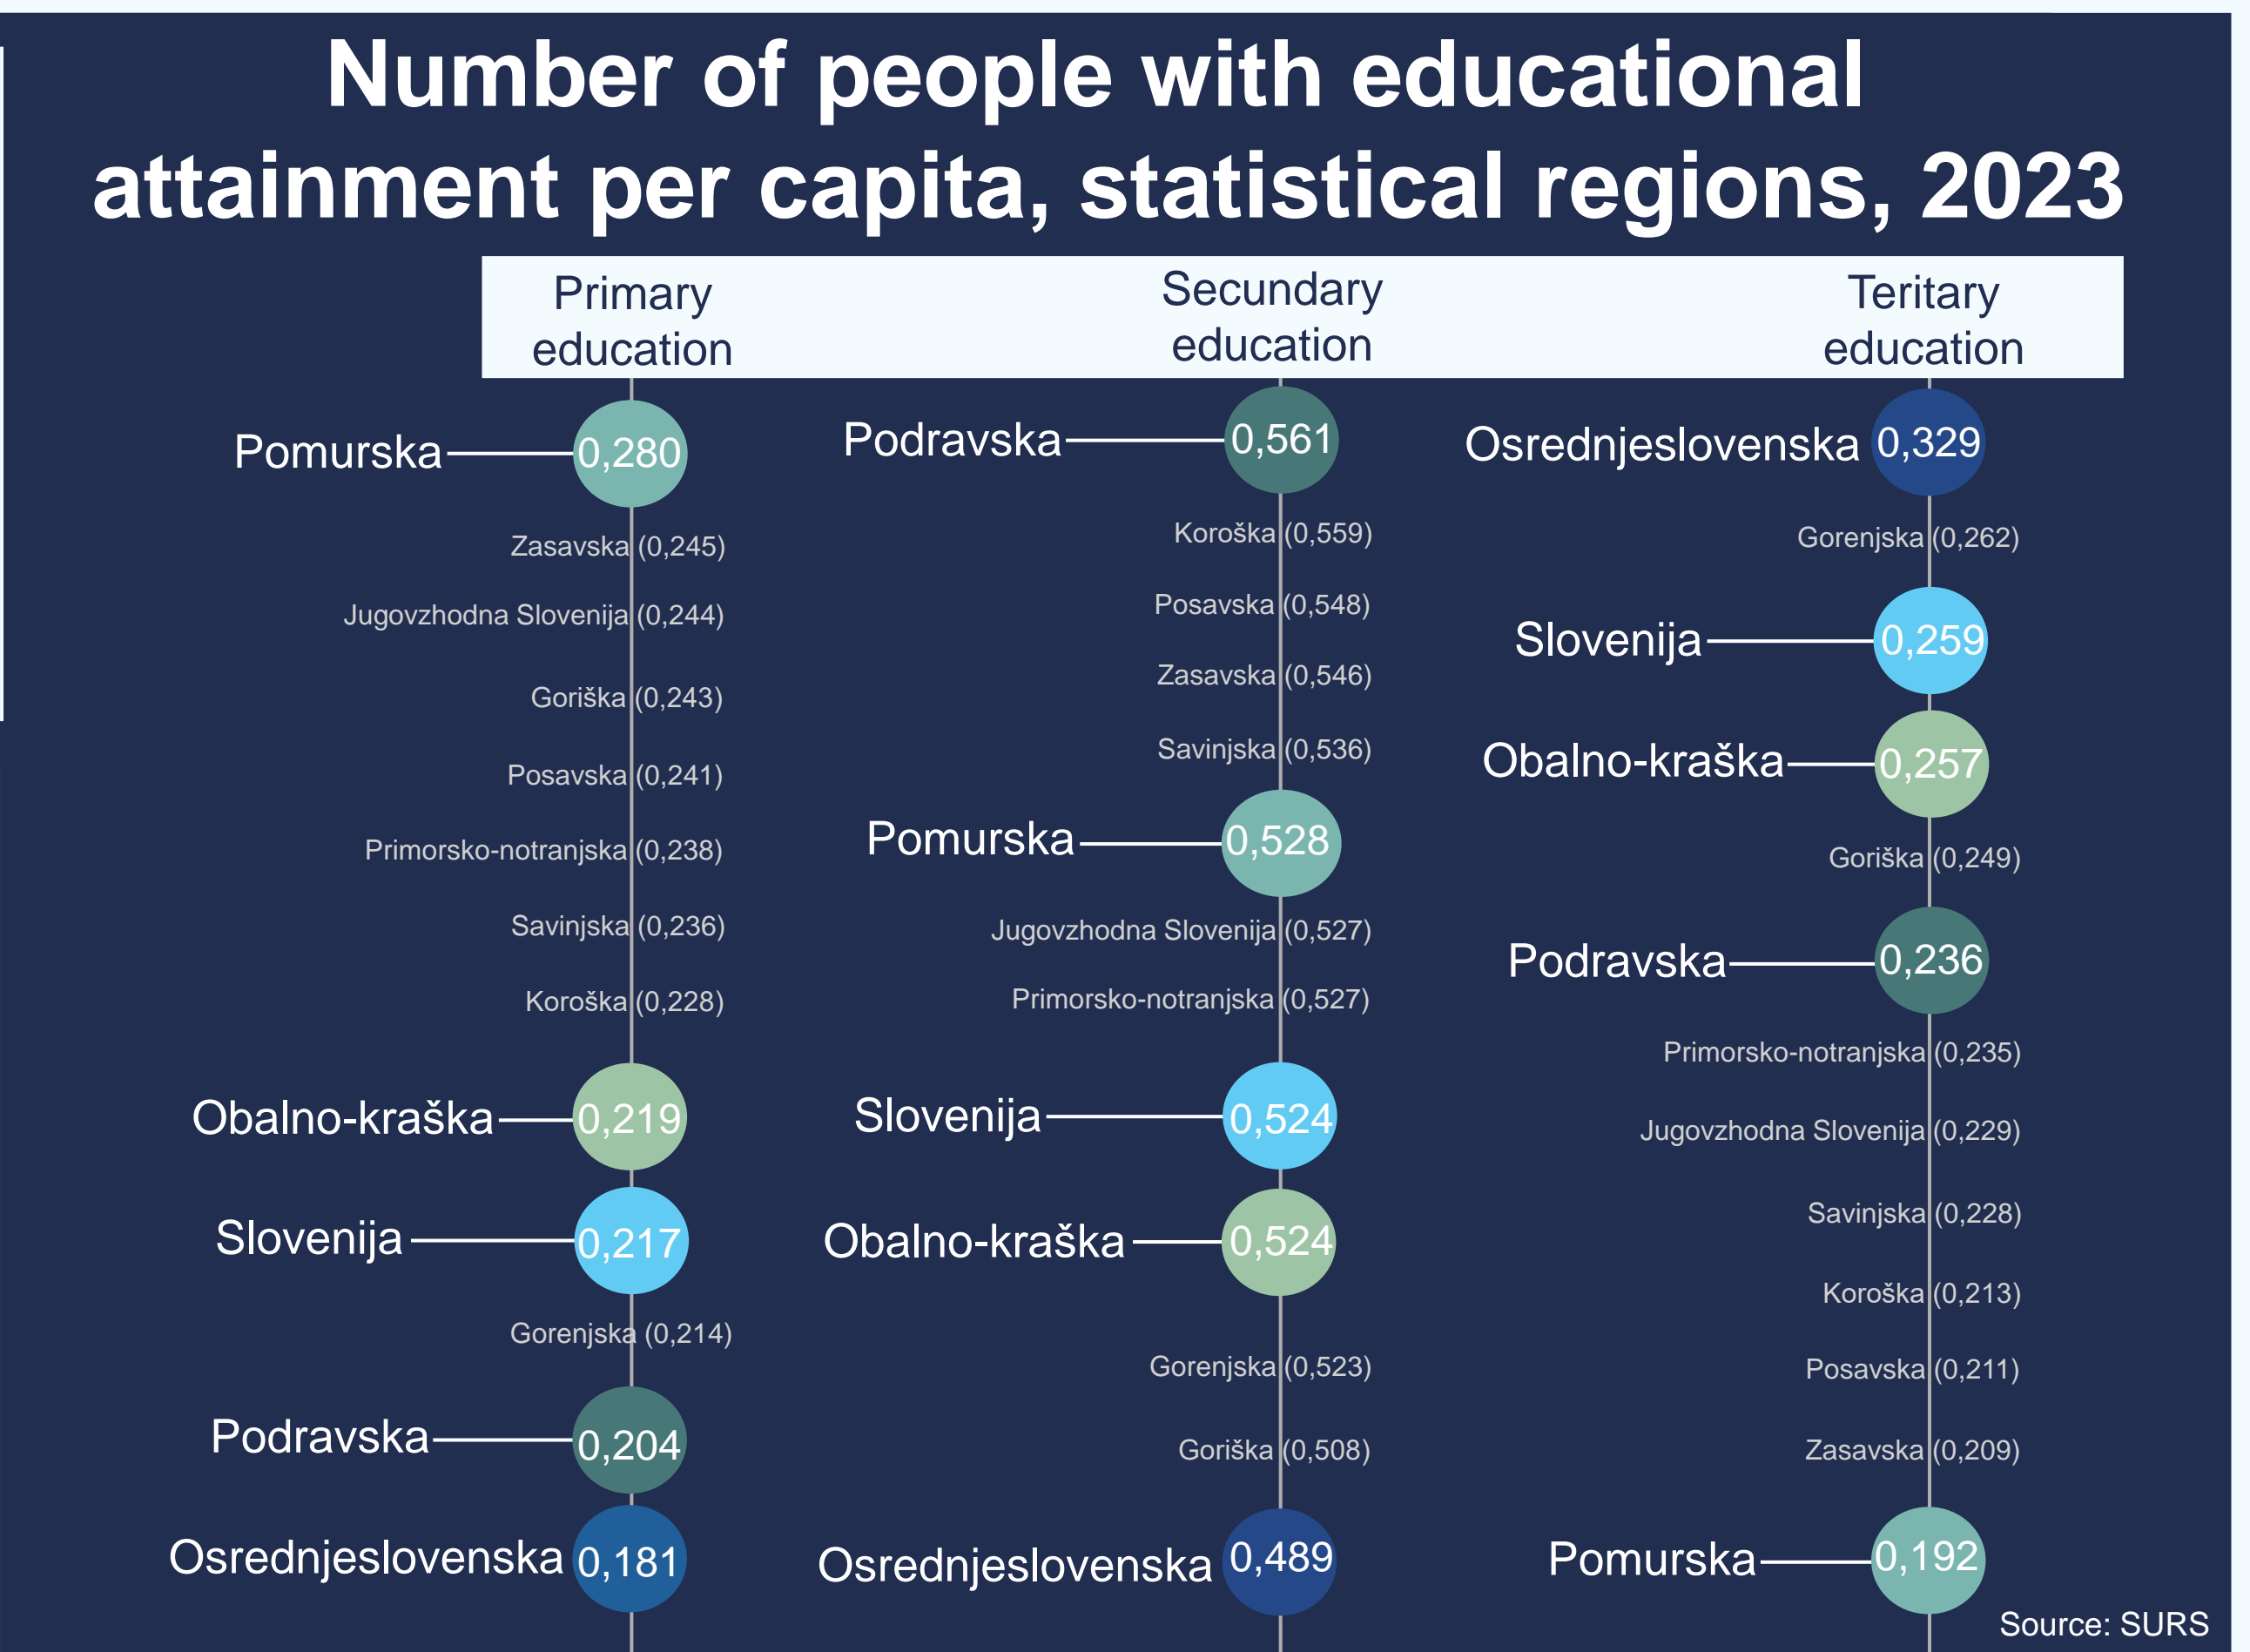 Number of people with educational
attainment per capita, statistical regions, 2023
Primary
education
Pomurska 0,280
Zasavska (0,245)
Jugovzhodna Slovenija (0,244)
Goriška (0,243)
Posavska (0,241)
Primorsko-notranjska (0,238)
Savinjska (0,236)
Koroška (0,228)
Obalno-kraška 0,219
Slovenija 0,217
Gorenjska (0,214)
Podravska 0,204
Osrednjeslovenska 0,181
Secundary
education
Podravska 0,561
Koroška (0,559)
Posavska (0,548)
Zasavska (0,546)
Savinjska (0,536)
Pomurska 0,528
Jugovzhodna Slovenija (0,527)
Primorsko-notranjska (0,527)
Slovenija 0,524
Obalno-kraška 0,524
Gorenjska (0,523)
Goriška (0,508)
Osrednjeslovenska 0,489
Teritary
education
Osrednjeslovenska 0,329
Gorenjska (0,262)
Slovenija 0,259
Obalno-kraška 0,257
Goriška (0,249)
Podravska 0,236
Primorsko-notranjska (0,235)
Jugovzhodna Slovenija (0,229)
Savinjska (0,228)
Koroška (0,213)
Posavska (0,211)
Zasavska (0,209)
Pomurska 0,192
Source: SURS